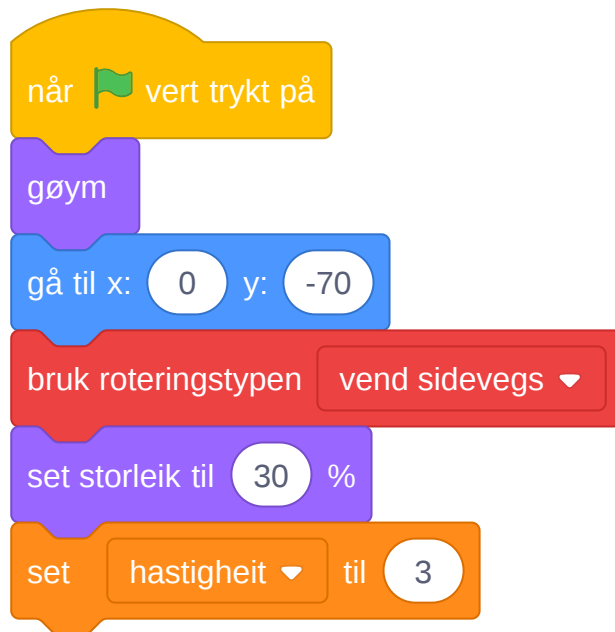 når vert trykt på
gøym
gå til x: 0 y: -70
bruk roteringstypen vend sidevegs
set storleik til 30 %
set hastigheit til 3